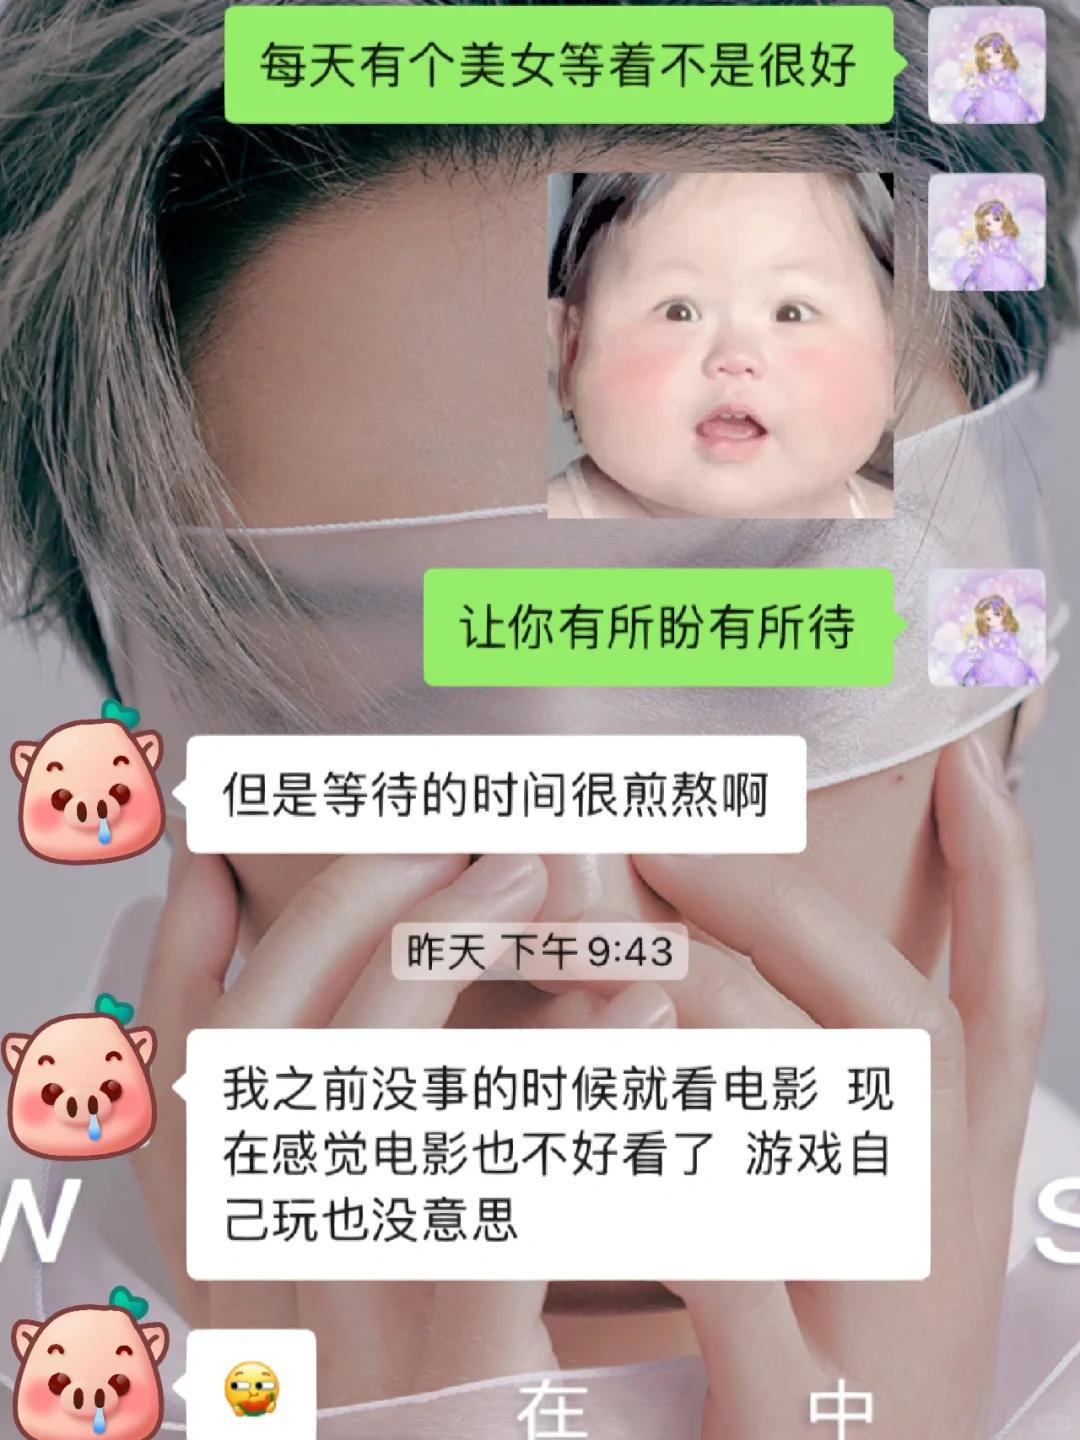 每天有个美女等着不是很好
让你有所盼有所待
但是等待的时间很煎熬啊
昨天 下午 9:43
我之前没事的时候就看电影 现
在感觉电影也不好看了 游戏自
己玩也没意思
W
S
在 中